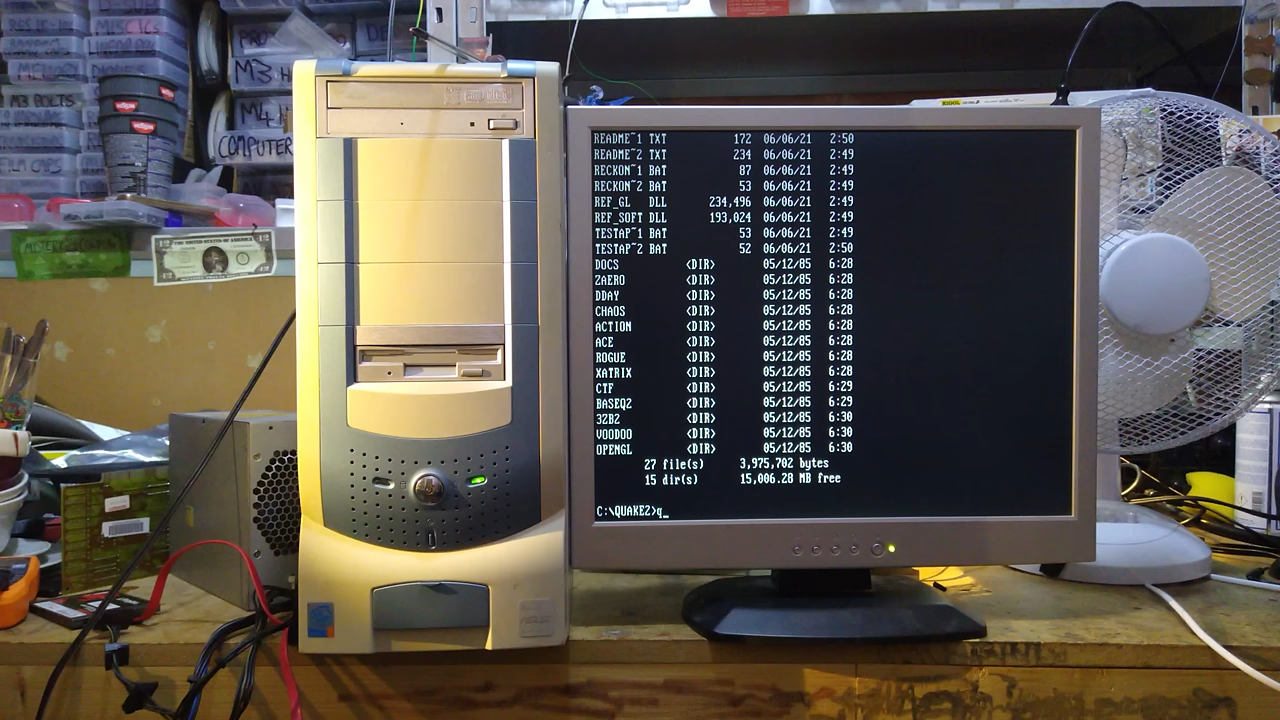 MISC ICS
M3
M4
COMPUTER
M3 BOLTS
FILM CAPS
THE UNITED STATES
README~1 TXT 172 06/06/21 2:50
README~2 TXT 234 06/06/21 2:49
RECKON~1 BAT 87 06/06/21 2:49
RECKON~2 BAT 53 06/06/21 2:49
REF_GL DLL 234,496 06/06/21 2:49
REF_SOFT DLL 193,024 06/06/21 2:49
TESTAP~1 BAT 53 06/06/21 2:49
TESTAP~2 BAT 52 06/06/21 2:50
DOCS <DIR> 05/12/85 6:28
ZAERO <DIR> 05/12/85 6:28
DDAY <DIR> 05/12/85 6:28
CHAOS <DIR> 05/12/85 6:28
ACTION <DIR> 05/12/85 6:28
ACE <DIR> 05/12/85 6:28
ROGUE <DIR> 05/12/85 6:28
XATRIX <DIR> 05/12/85 6:28
CTF <DIR> 05/12/85 6:29
BASEQ2 <DIR> 05/12/85 6:29
3ZB2 <DIR> 05/12/85 6:30
VOODOO <DIR> 05/12/85 6:30
OPENGL <DIR> 05/12/85 6:30
27 file(s) 3,975,702 bytes
15 dir(s) 15,006.28 MB free
C:\QUAKE2>q_